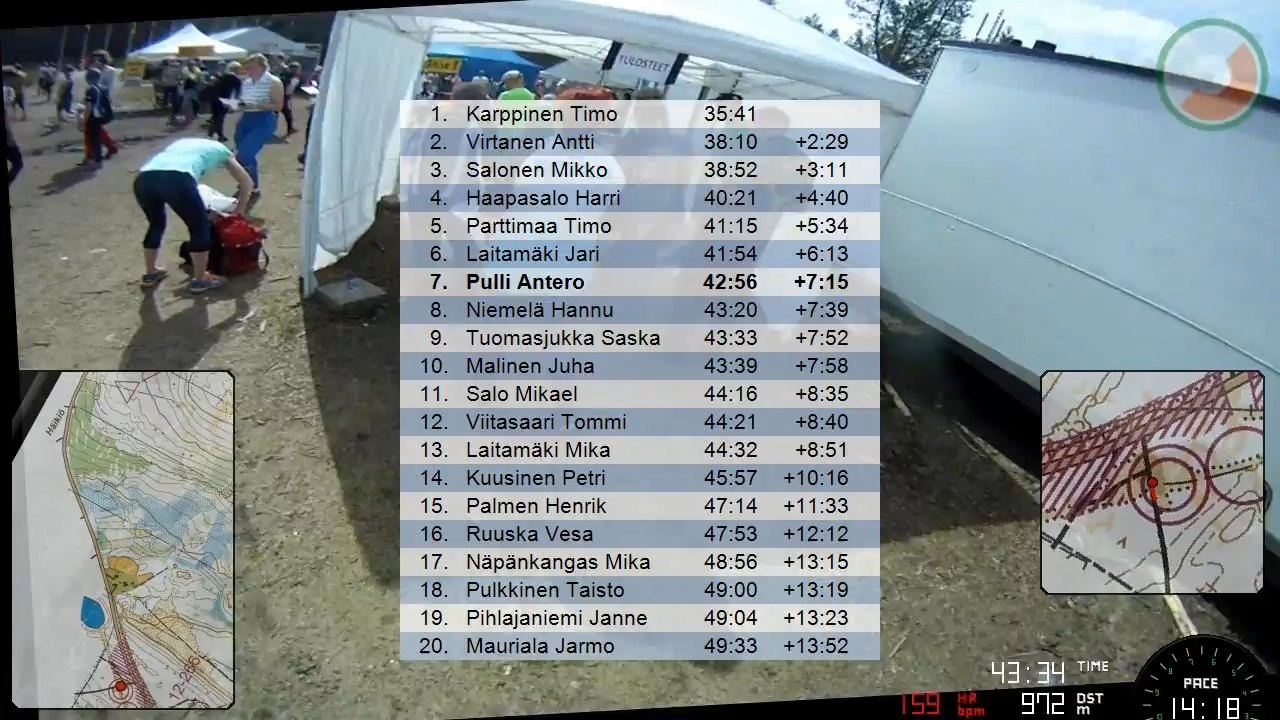 TULOSTEET
1. Karppinen Timo 35:41
2. Virtanen Antti 38:10 +2:29
3. Salonen Mikko 38:52 +3:11
4. Haapasalo Harri 40:21 +4:40
5. Parttimaa Timo 41:15 +5:34
6. Laitamäki Jari 41:54 +6:13
7. Pulli Antero 42:56 +7:15
8. Niemelä Hannu 43:20 +7:39
9. Tuomasjukka Saska 43:33 +7:52
10. Malinen Juha 43:39 +7:58
11. Salo Mikael 44:16 +8:35
12. Viitasaari Tommi 44:21 +8:40
13. Laitamäki Mika 44:32 +8:51
14. Kuusinen Petri 45:57 +10:16
15. Palmen Henrik 47:14 +11:33
16. Ruuska Vesa 47:53 +12:12
17. Näpänkangas Mika 48:56 +13:15
18. Pulkkinen Taisto 49:00 +13:19
19. Pihlajaniemi Janne 49:04 +13:23
20. Mauriala Jarmo 49:33 +13:52
Häikiö
43:34 TIME
159 HR bpm
972 DST m
PACE
14:18